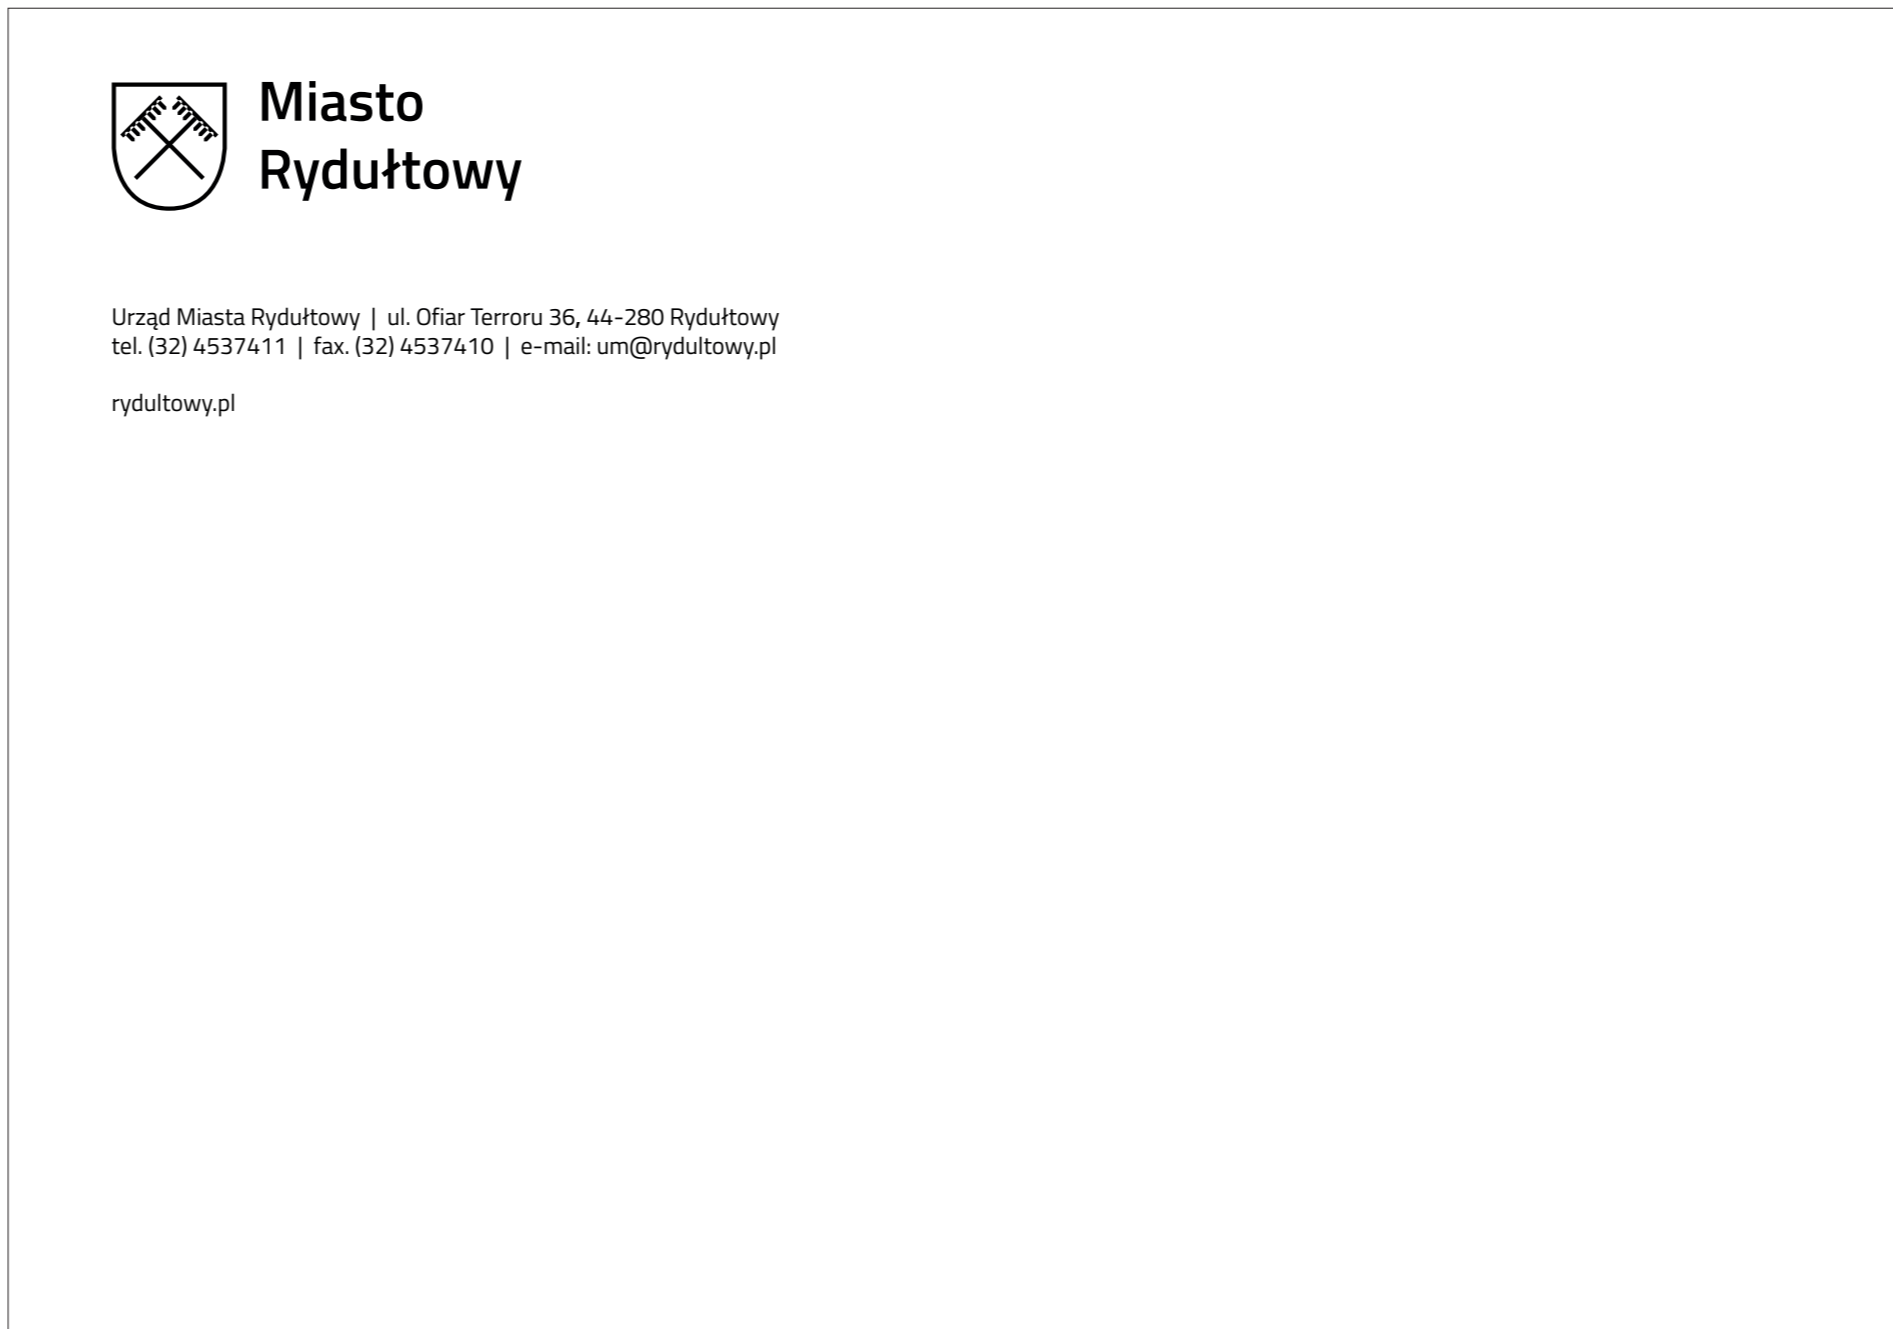 Miasto
Rydułtowy
Urząd Miasta Rydułtowy | ul. Ofiar Terroru 36, 44-280 Rydułtowy
tel. (32) 4537411 | fax. (32) 4537410 | e-mail: um@rydultowy.pl
rydultowy.pl